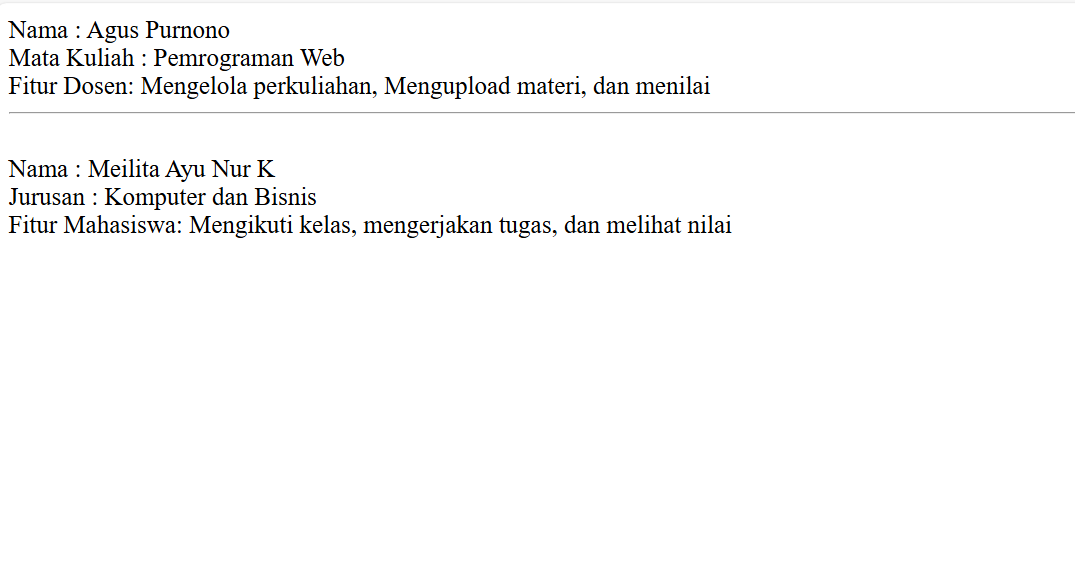 Nama : Agus Purnono
Mata Kuliah : Pemrograman Web
Fitur Dosen: Mengelola perkuliahan, Mengupload materi, dan menilai
Nama : Meilita Ayu Nur K
Jurusan : Komputer dan Bisnis
Fitur Mahasiswa: Mengikuti kelas, mengerjakan tugas, dan melihat nilai